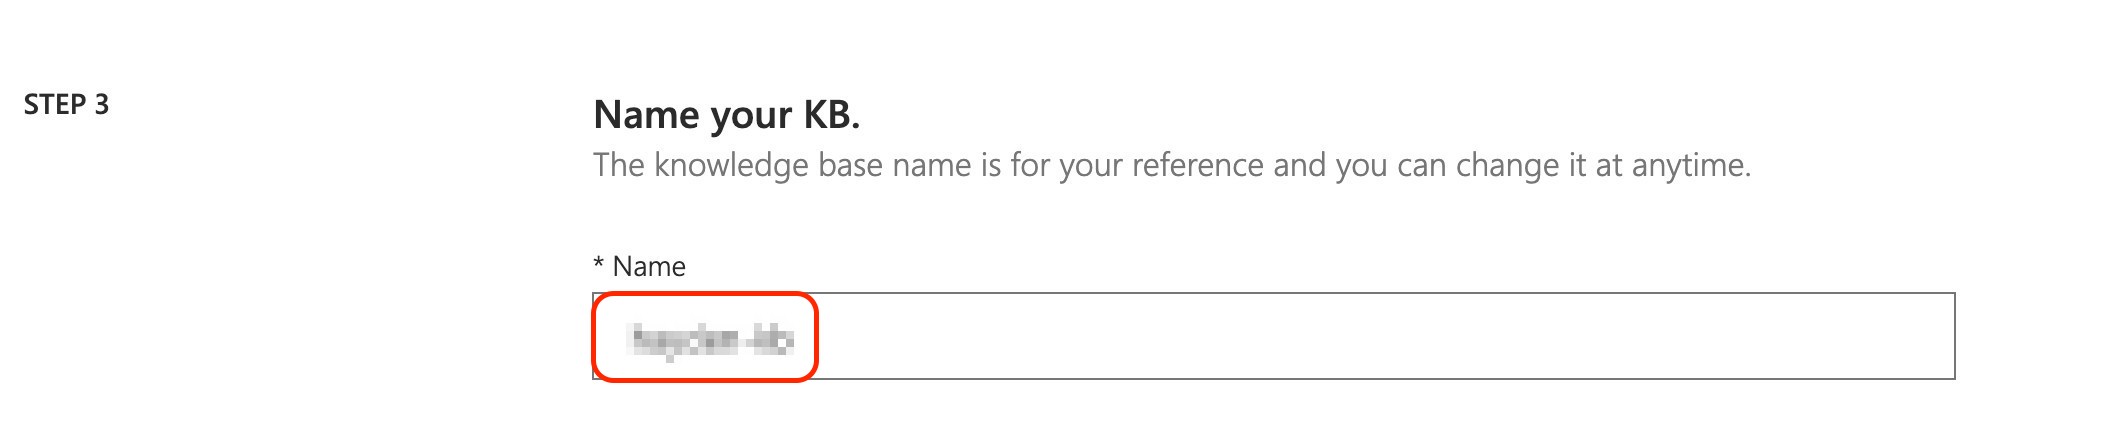 STEP 3
Name your KB.
The knowledge base name is for your reference and you can change it at anytime.
* Name